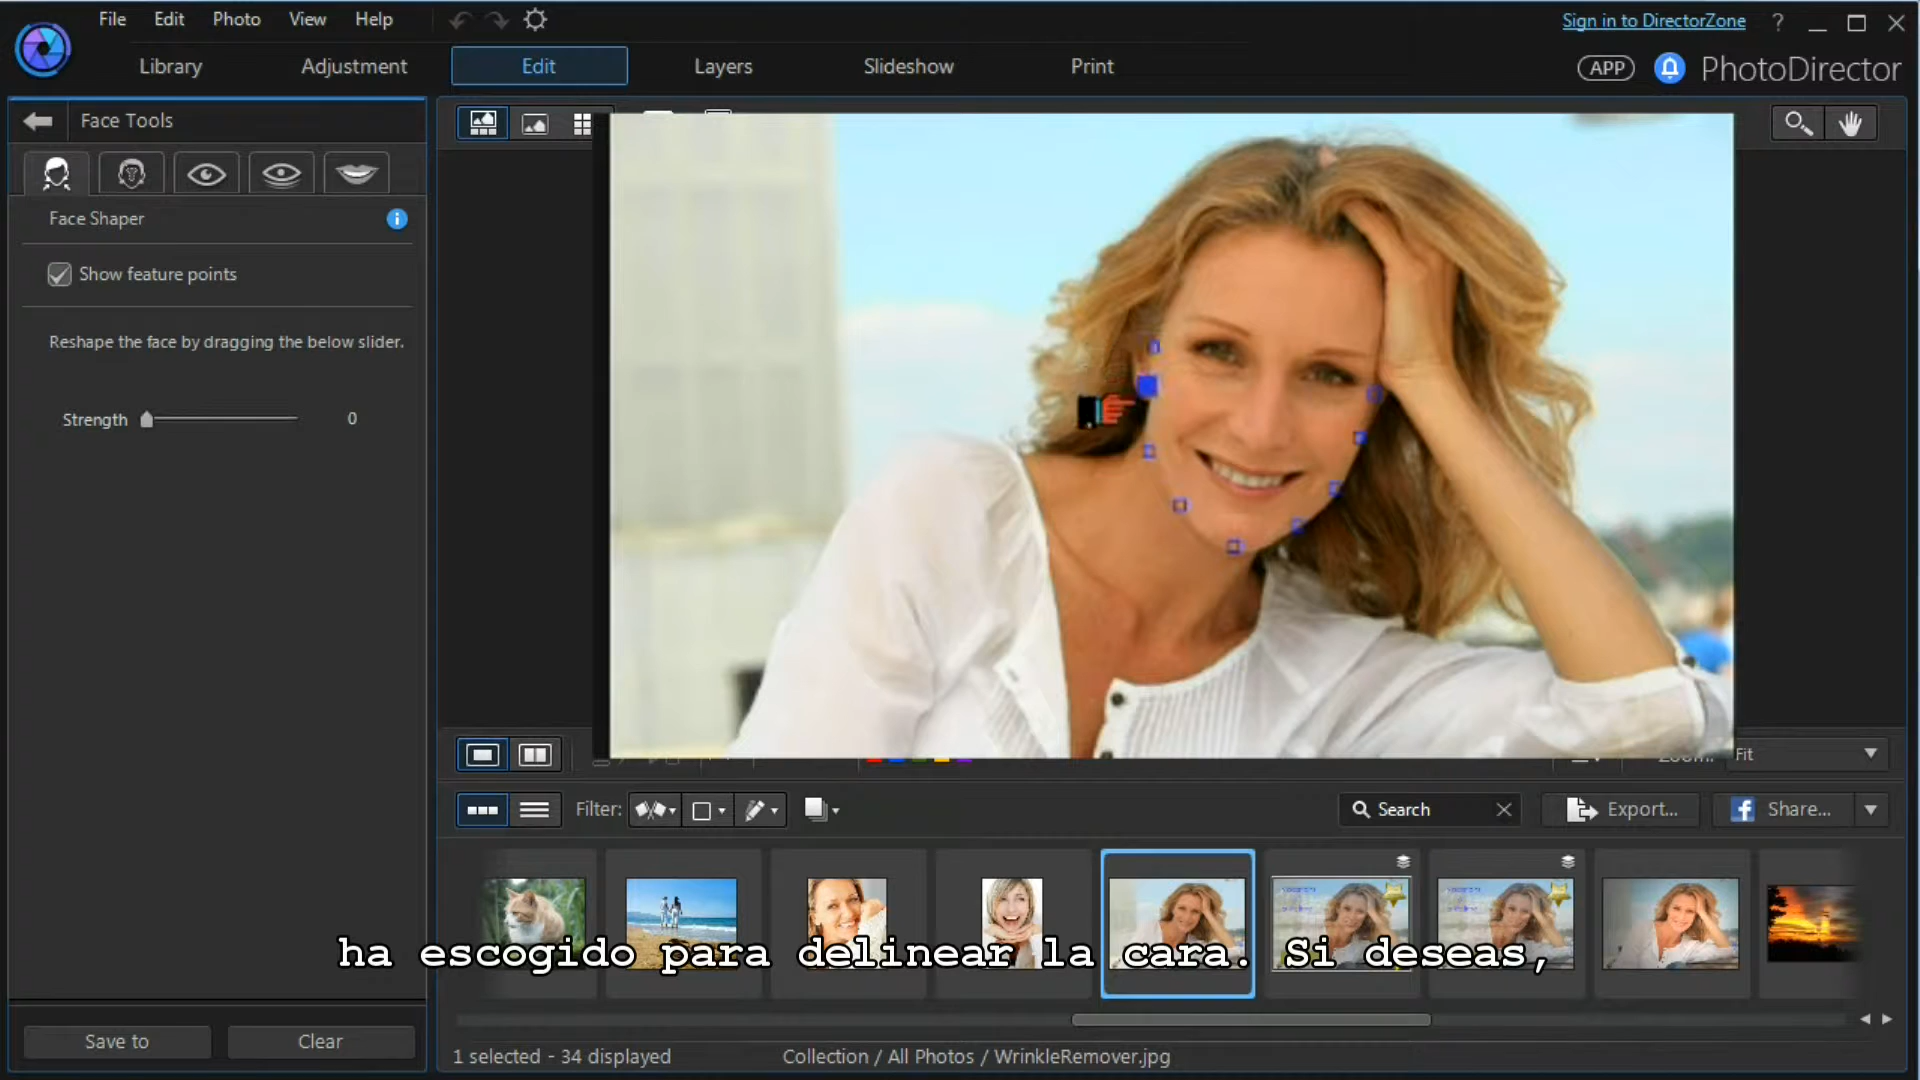 File Edit Photo View Help
Sign in to DirectorZone ?
Library Adjustment Edit Layers Slideshow Print
APP PhotoDirector
Face Tools
Face Shaper
Show feature points
Reshape the face by dragging the below slider.
Strength 0
Fit
Filter: Search Export... Share...
ha escogido para delinear la cara. Si deseas,
Save to Clear
1 selected - 34 displayed Collection / All Photos / WrinkleRemover.jpg